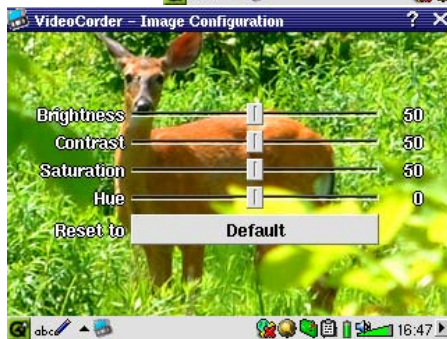 VideoCorder – Image Configuration ? X
Brightness 50
Contrast 50
Saturation 50
Hue 0
Reset to Default
abc 16:47